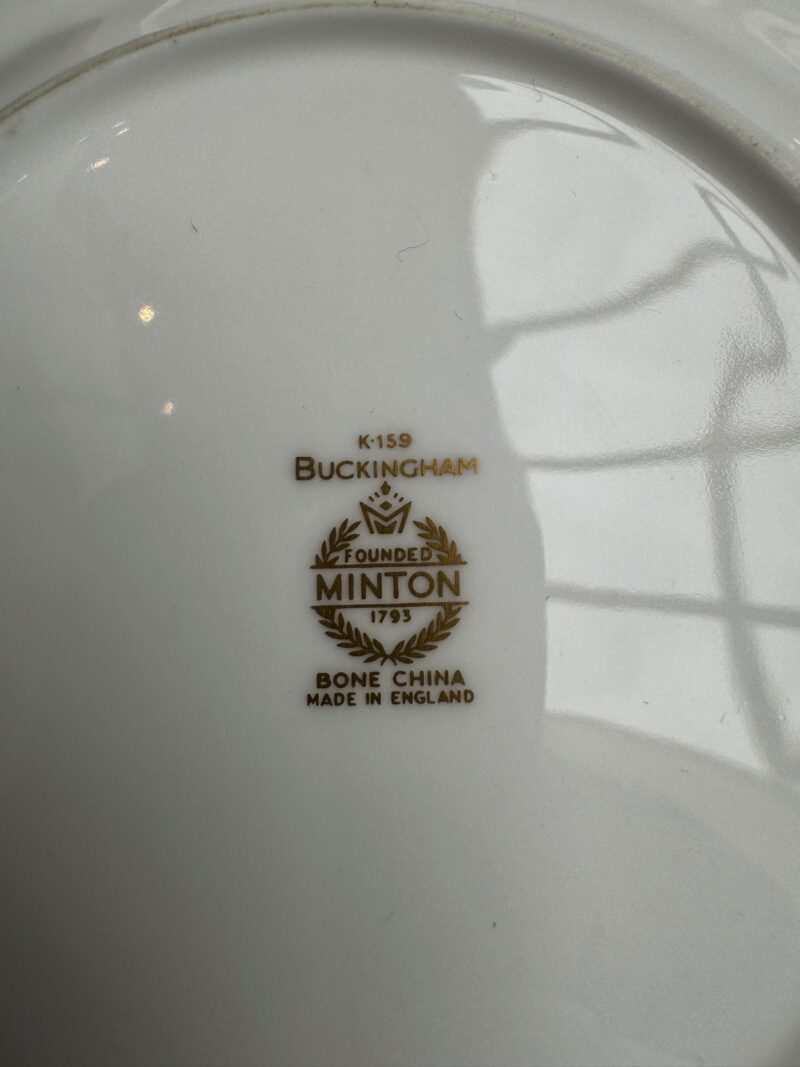 K·159
BUCKINGHAM
FOUNDED
MINTON
1793
BONE CHINA
MADE IN ENGLAND